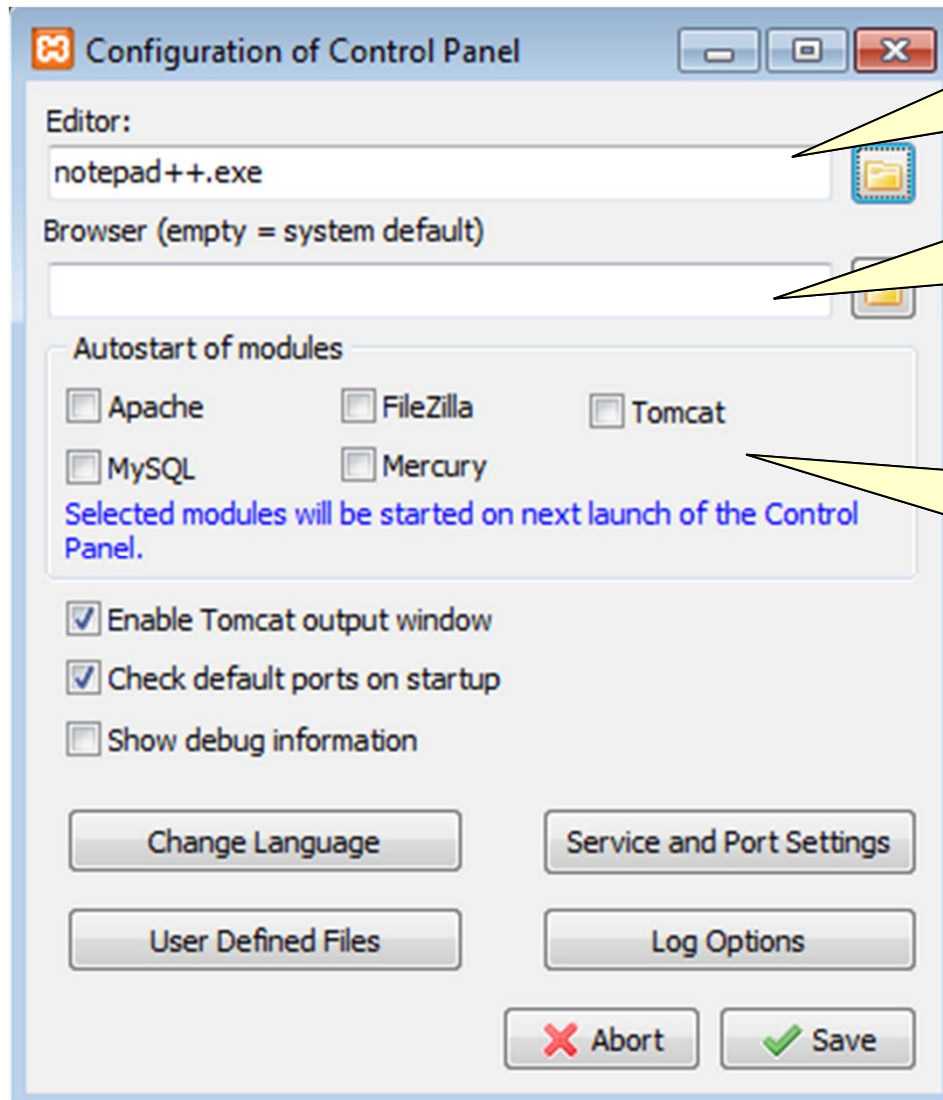 Configuration of Control Panel
Editor:
notepad++.exe
Browser (empty = system default)
Autostart of modules
Apache FileZilla Tomcat
MySQL Mercury
Selected modules will be started on next launch of the Control
Panel.
Enable Tomcat output window
Check default ports on startup
Show debug information
Change Language Service and Port Settings
User Defined Files Log Options
Abort Save